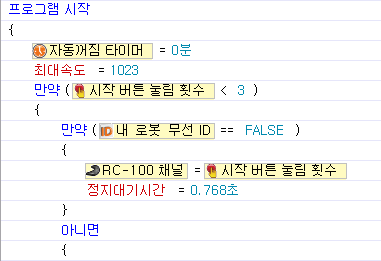 프로그램 시작
{
자동꺼짐 타이머 = 0분
최대속도 = 1023
만약 ( 시작 버튼 눌림 횟수 < 3 )
{
만약 ( 내 로봇 무선 ID == FALSE )
{
RC-100 채널 = 시작 버튼 눌림 횟수
정지대기시간 = 0.768초
}
아니면
{